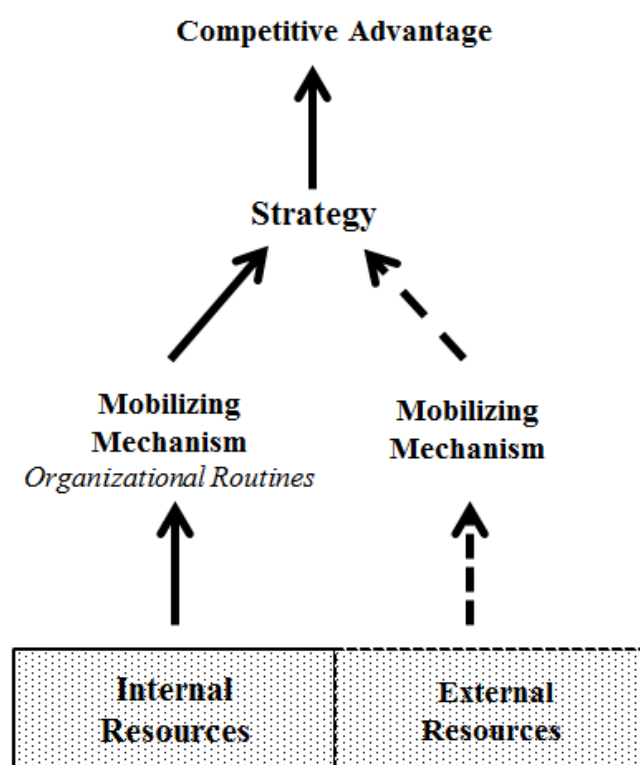 Competitive Advantage
Strategy
Mobilizing
Mechanism
Organizational Routines
Mobilizing
Mechanism
Internal
Resources
External
Resources